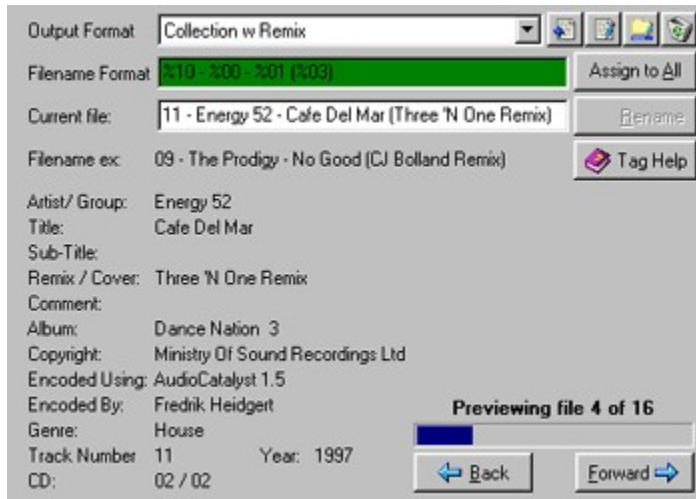 Output Format Collection w Remix
Filename Format %10 - %00 - %01 (%03) Assign to All
Current file: 11 - Energy 52 - Cafe Del Mar (Three 'N One Remix) Rename
Filename ex: 09 - The Prodigy - No Good (CJ Bolland Remix) Tag Help
Artist/ Group: Energy 52
Title: Cafe Del Mar
Sub-Title:
Remix / Cover: Three 'N One Remix
Comment:
Album: Dance Nation 3
Copyright: Ministry Of Sound Recordings Ltd
Encoded Using: AudioCatalyst 1.5
Encoded By: Fredrik Heidgert Previewing file 4 of 16
Genre: House
Track Number 11 Year: 1997
CD: 02 / 02 Back Forward